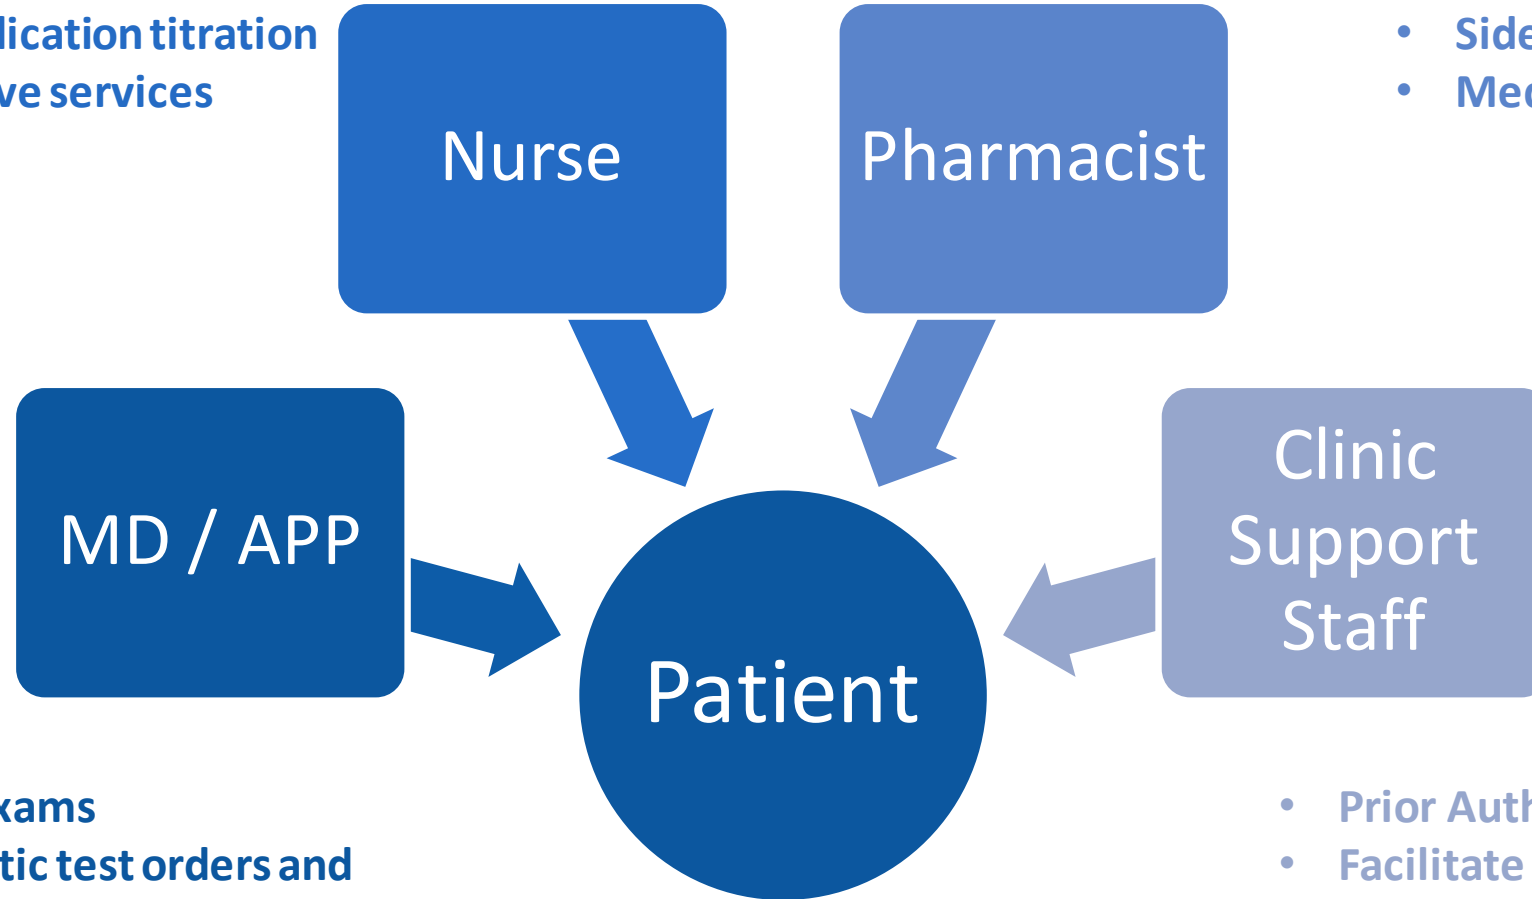 lication titration
ve services
• Side
• Med
Nurse
Pharmacist
MD / APP
Clinic
Support
Staff
Patient
xams
tic test orders and
• Prior Auth
• Facilitate